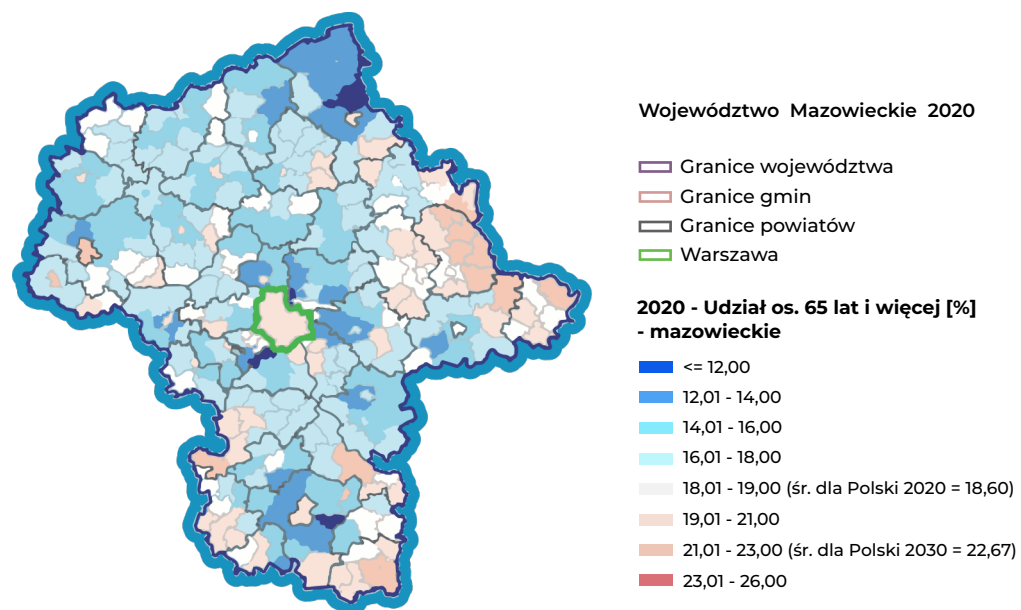 Województwo Mazowieckie 2020
Granice województwa
Granice gmin
Granice powiatów
Warszawa
2020 - Udział os. 65 lat i więcej [%]
- mazowieckie
<= 12,00
12,01 - 14,00
14,01 - 16,00
16,01 - 18,00
18,01 - 19,00 (śr. dla Polski 2020 = 18,60)
19,01 - 21,00
21,01 - 23,00 (śr. dla Polski 2030 = 22,67)
23,01 - 26,00